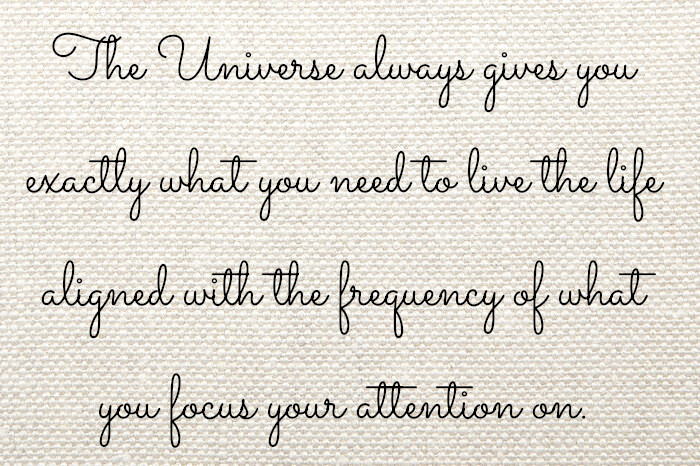 The Universe always gives you
exactly what you need to live the life
aligned with the frequency of what
you focus your attention on.